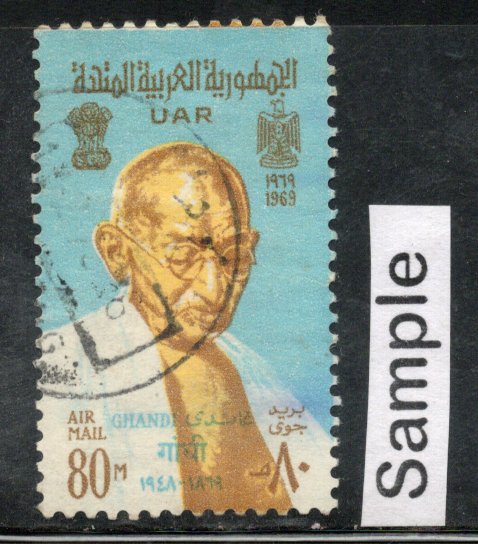 الجمهورية العربية المتحدة
UAR
١٩٦٩
1969
AIR MAIL
GHANDI غاندى
بريد جوى
गांधी
80M
١٨٦٩-١٩٤٨
٨٠ م
Sample